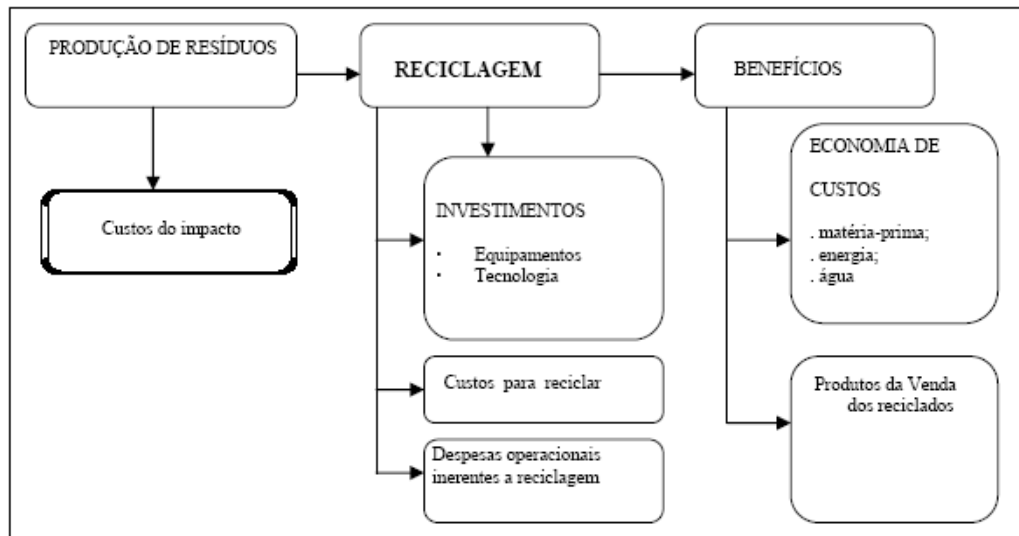 PRODUÇÃO DE RESÍDUOS
RECICLAGEM
BENEFÍCIOS
Custos do impacto
INVESTIMENTOS
· Equipamentos
· Tecnologia
Custos para reciclar
Despesas operacionais
inerentes a reciclagem
ECONOMIA DE
CUSTOS
. matéria-prima;
. energia;
. água
Produtos da Venda
dos reciclados